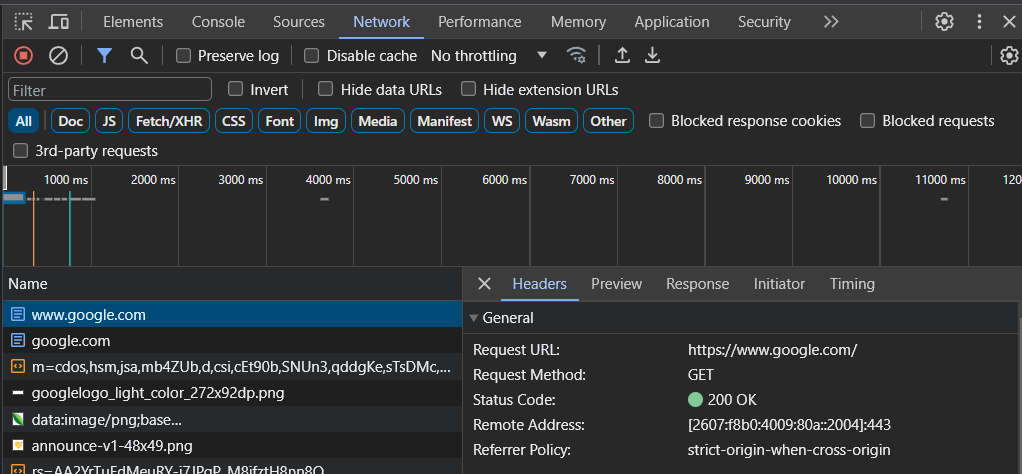 Elements Console Sources Network Performance Memory Application Security
Preserve log Disable cache No throttling
Filter Invert Hide data URLs Hide extension URLs
All Doc JS Fetch/XHR CSS Font Img Media Manifest WS Wasm Other Blocked response cookies Blocked requests
3rd-party requests
1000 ms 2000 ms 3000 ms 4000 ms 5000 ms 6000 ms 7000 ms 8000 ms 9000 ms 10000 ms 11000 ms 120
Name Headers Preview Response Initiator Timing
www.google.com General
google.com Request URL: https://www.google.com/
m=cdos,hsm,jsa,mb4ZUb,d,csi,cEt90b,SNUn3,qddgKe,sTsDMc,... Request Method: GET
googlelogo_light_color_272x92dp.png Status Code: 200 OK
data:image/png;base... Remote Address: [2607:f8b0:4009:80a::2004]:443
announce-v1-48x49.png Referrer Policy: strict-origin-when-cross-origin